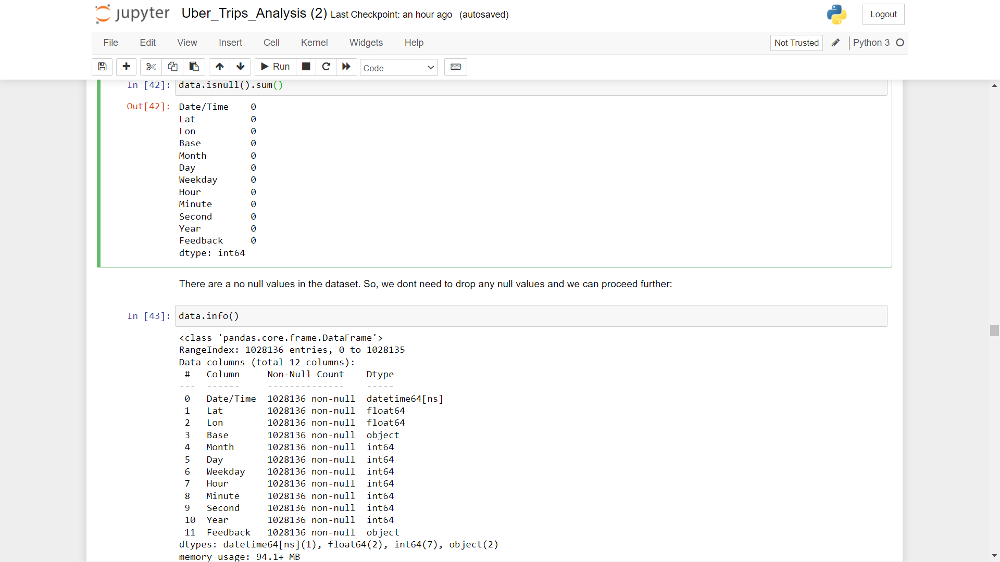 jupyter Uber_Trips_Analysis (2) Last Checkpoint: an hour ago (autosaved) Logout
File Edit View Insert Cell Kernel Widgets Help Not Trusted Python 3
Run Code
In [42]: data.isnull().sum()
Out[42]: Date/Time 0
Lat 0
Lon 0
Base 0
Month 0
Day 0
Weekday 0
Hour 0
Minute 0
Second 0
Year 0
Feedback 0
dtype: int64
There are a no null values in the dataset. So, we dont need to drop any null values and we can proceed further:
In [43]: data.info()
<class 'pandas.core.frame.DataFrame'>
RangeIndex: 1028136 entries, 0 to 1028135
Data columns (total 12 columns):
# Column Non-Null Count Dtype
--- ------ -------------- -----
0 Date/Time 1028136 non-null datetime64[ns]
1 Lat 1028136 non-null float64
2 Lon 1028136 non-null float64
3 Base 1028136 non-null object
4 Month 1028136 non-null int64
5 Day 1028136 non-null int64
6 Weekday 1028136 non-null int64
7 Hour 1028136 non-null int64
8 Minute 1028136 non-null int64
9 Second 1028136 non-null int64
10 Year 1028136 non-null int64
11 Feedback 1028136 non-null object
dtypes: datetime64[ns](1), float64(2), int64(7), object(2)
memory usage: 94.1+ MB